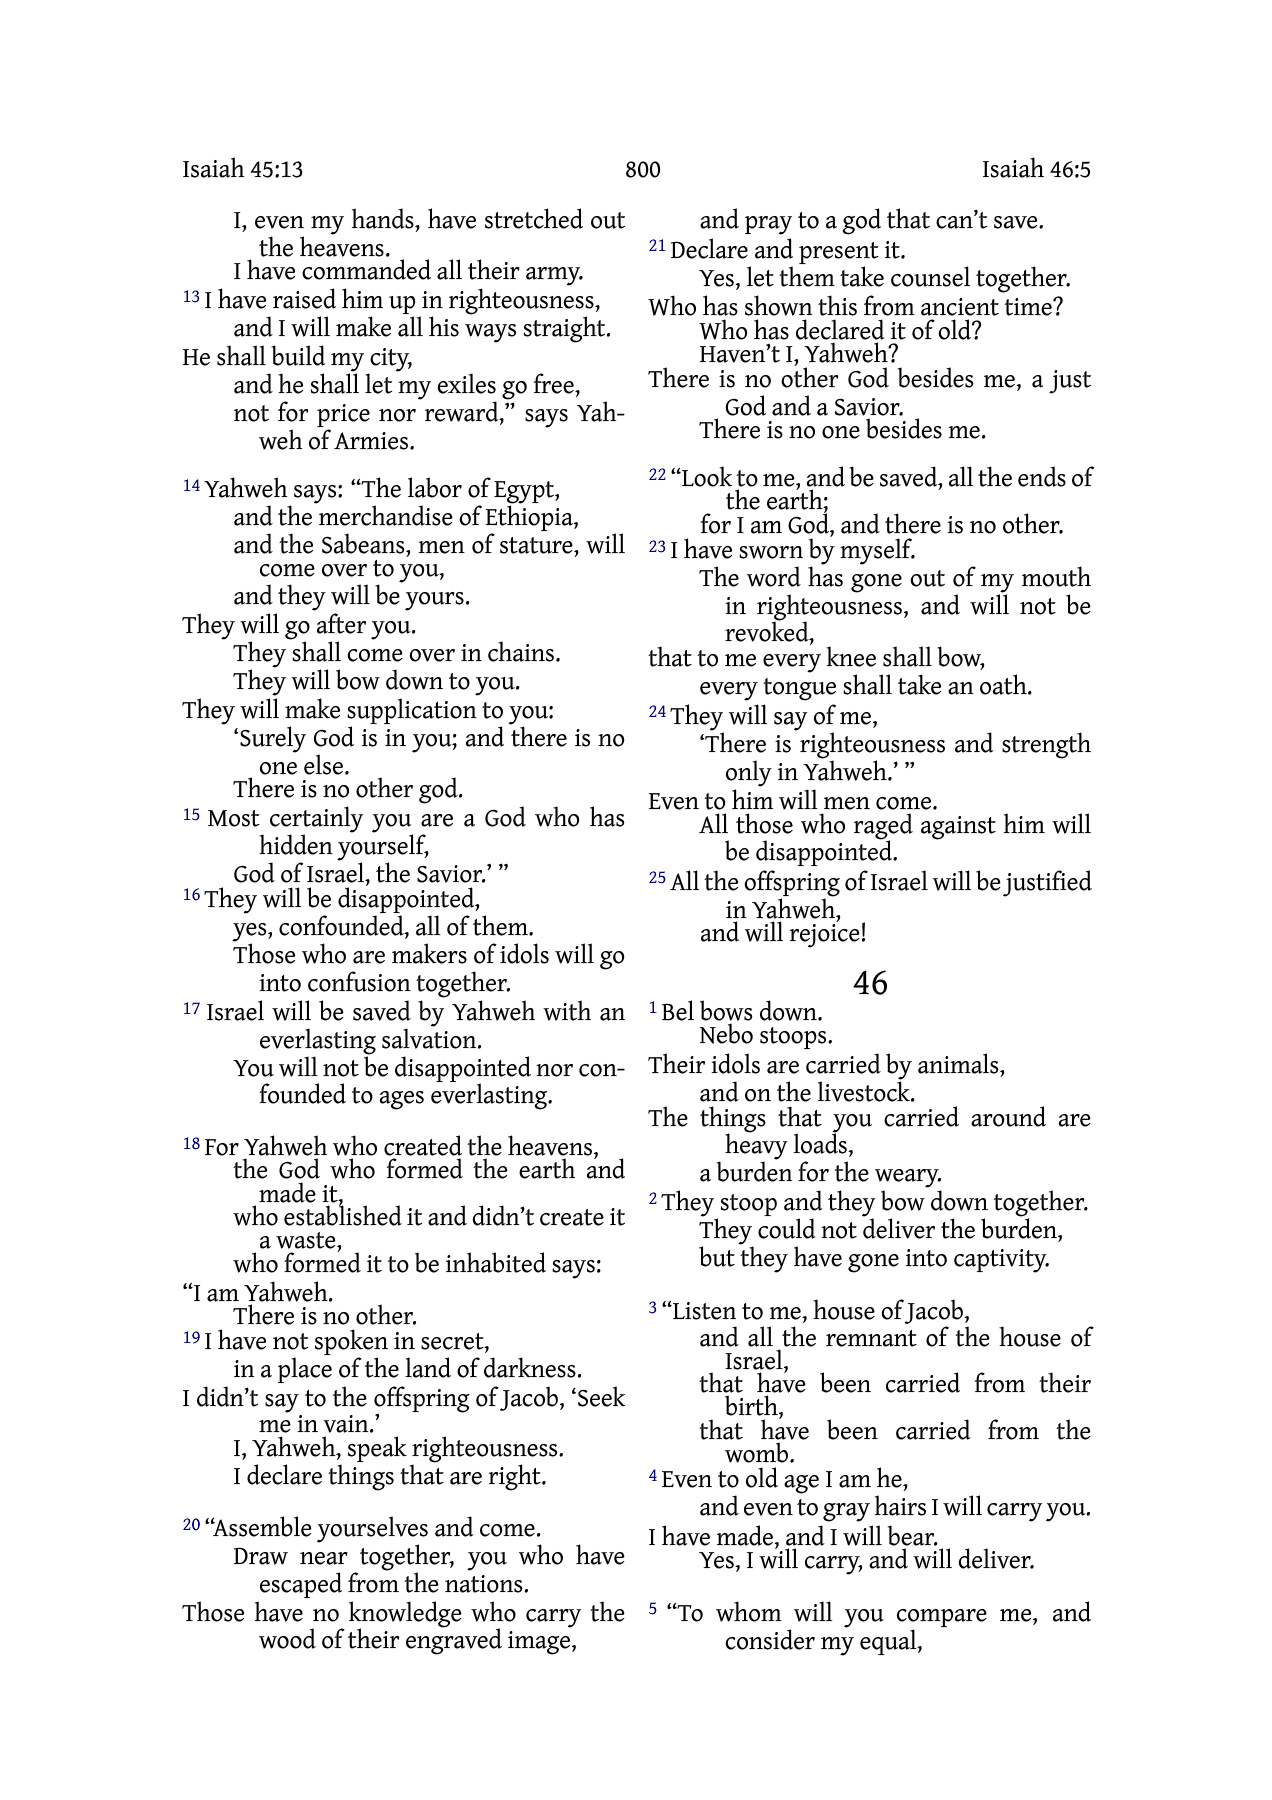 Isaiah 45:13 800 Isaiah 46:5
I, even my hands, have stretched out
the heavens.
I have commanded all their army.
13 I have raised him up in righteousness,
and I will make all his ways straight.
He shall build my city,
and he shall let my exiles go free,
not for price nor reward,” says Yah-
weh of Armies.
14 Yahweh says: “The labor of Egypt,
and the merchandise of Ethiopia,
and the Sabeans, men of stature, will
come over to you,
and they will be yours.
They will go after you.
They shall come over in chains.
They will bow down to you.
They will make supplication to you:
‘Surely God is in you; and there is no
one else.
There is no other god.
15 Most certainly you are a God who has
hidden yourself,
God of Israel, the Savior.’ ”
16 They will be disappointed,
yes, confounded, all of them.
Those who are makers of idols will go
into confusion together.
17 Israel will be saved by Yahweh with an
everlasting salvation.
You will not be disappointed nor con-
founded to ages everlasting.
18 For Yahweh who created the heavens,
the God who formed the earth and
made it,
who established it and didn’t create it
a waste,
who formed it to be inhabited says:
“I am Yahweh.
There is no other.
19 I have not spoken in secret,
in a place of the land of darkness.
I didn’t say to the offspring of Jacob, ‘Seek
me in vain.’
I, Yahweh, speak righteousness.
I declare things that are right.
20 “Assemble yourselves and come.
Draw near together, you who have
escaped from the nations.
Those have no knowledge who carry the
wood of their engraved image,
and pray to a god that can’t save.
21 Declare and present it.
Yes, let them take counsel together.
Who has shown this from ancient time?
Who has declared it of old?
Haven’t I, Yahweh?
There is no other God besides me, a just
God and a Savior.
There is no one besides me.
22 “Look to me, and be saved, all the ends of
the earth;
for I am God, and there is no other.
23 I have sworn by myself.
The word has gone out of my mouth
in righteousness, and will not be
revoked,
that to me every knee shall bow,
every tongue shall take an oath.
24 They will say of me,
‘There is righteousness and strength
only in Yahweh.’ ”
Even to him will men come.
All those who raged against him will
be disappointed.
25 All the offspring of Israel will be justified
in Yahweh,
and will rejoice!
46
1 Bel bows down.
Nebo stoops.
Their idols are carried by animals,
and on the livestock.
The things that you carried around are
heavy loads,
a burden for the weary.
2 They stoop and they bow down together.
They could not deliver the burden,
but they have gone into captivity.
3 “Listen to me, house of Jacob,
and all the remnant of the house of
Israel,
that have been carried from their
birth,
that have been carried from the
womb.
4 Even to old age I am he,
and even to gray hairs I will carry you.
I have made, and I will bear.
Yes, I will carry, and will deliver.
5 “To whom will you compare me, and
consider my equal,